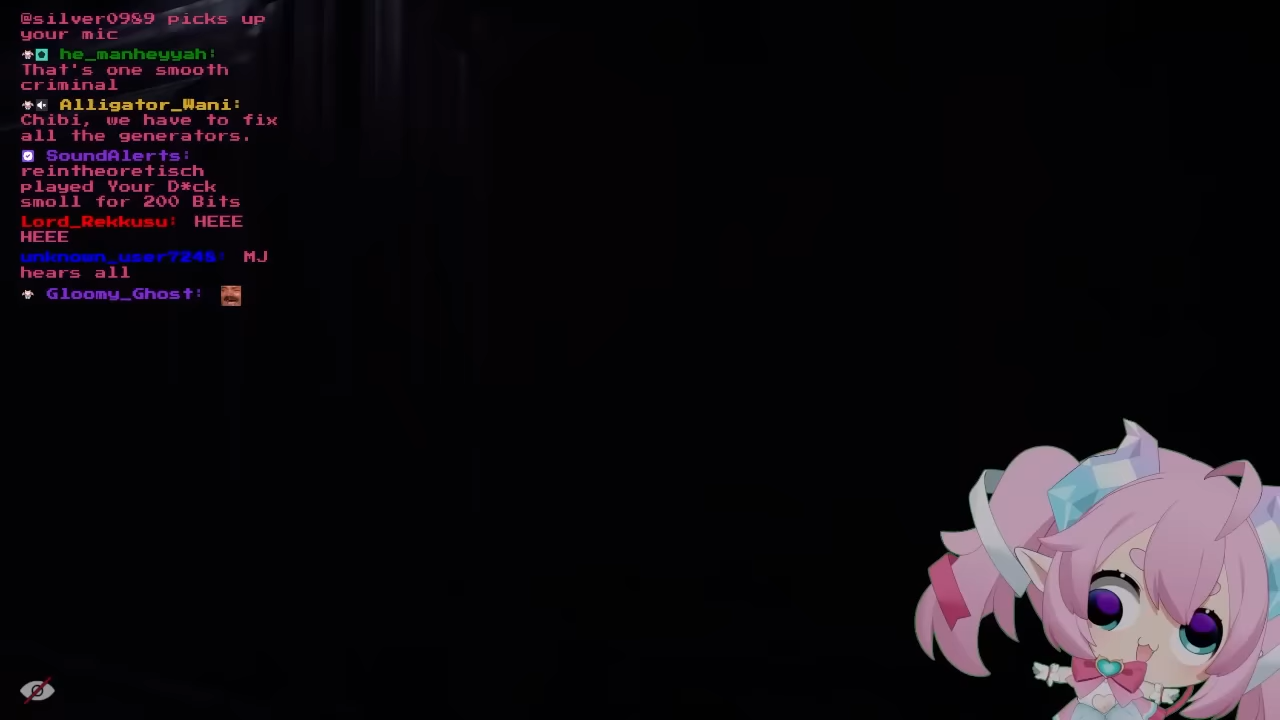 @silver0989 picks up
your mic
he_manheyyah:
That's one smooth
criminal
Alligator_Wani:
Chibi, we have to fix
all the generators.
SoundAlerts:
reintheoretisch
played Your D*ck
smoll for 200 Bits
Lord_Rekkusu: HEEE
HEEE
unknown_user7248: MJ
hears all
Gloomy_Ghost: